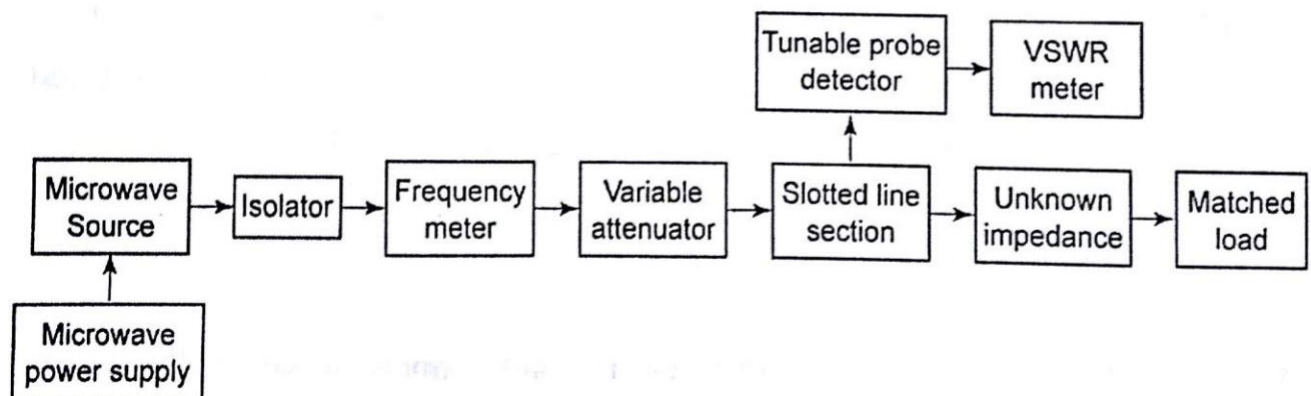 Tunable probe
detector
VSWR
meter
Microwave
Source
Isolator
Frequency
meter
Variable
attenuator
Slotted line
section
Unknown
impedance
Matched
load
Microwave
power supply